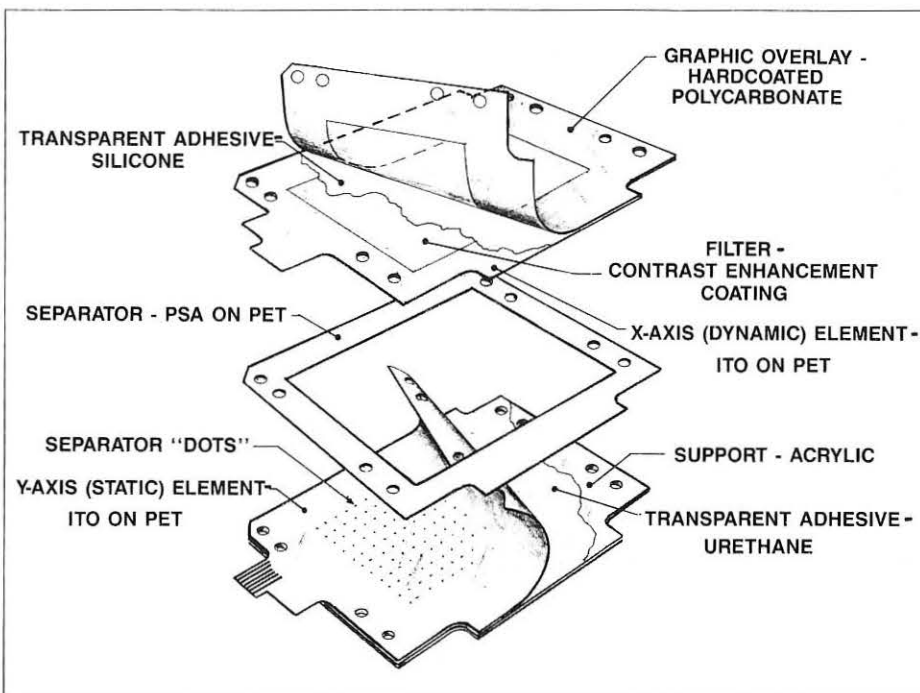 GRAPHIC OVERLAY -
HARDCOATED
POLYCARBONATE
TRANSPARENT ADHESIVE-
SILICONE
FILTER -
CONTRAST ENHANCEMENT
COATING
SEPARATOR - PSA ON PET
X-AXIS (DYNAMIC) ELEMENT-
ITO ON PET
SEPARATOR "DOTS"
SUPPORT - ACRYLIC
Y-AXIS (STATIC) ELEMENT-
ITO ON PET
TRANSPARENT ADHESIVE-
URETHANE